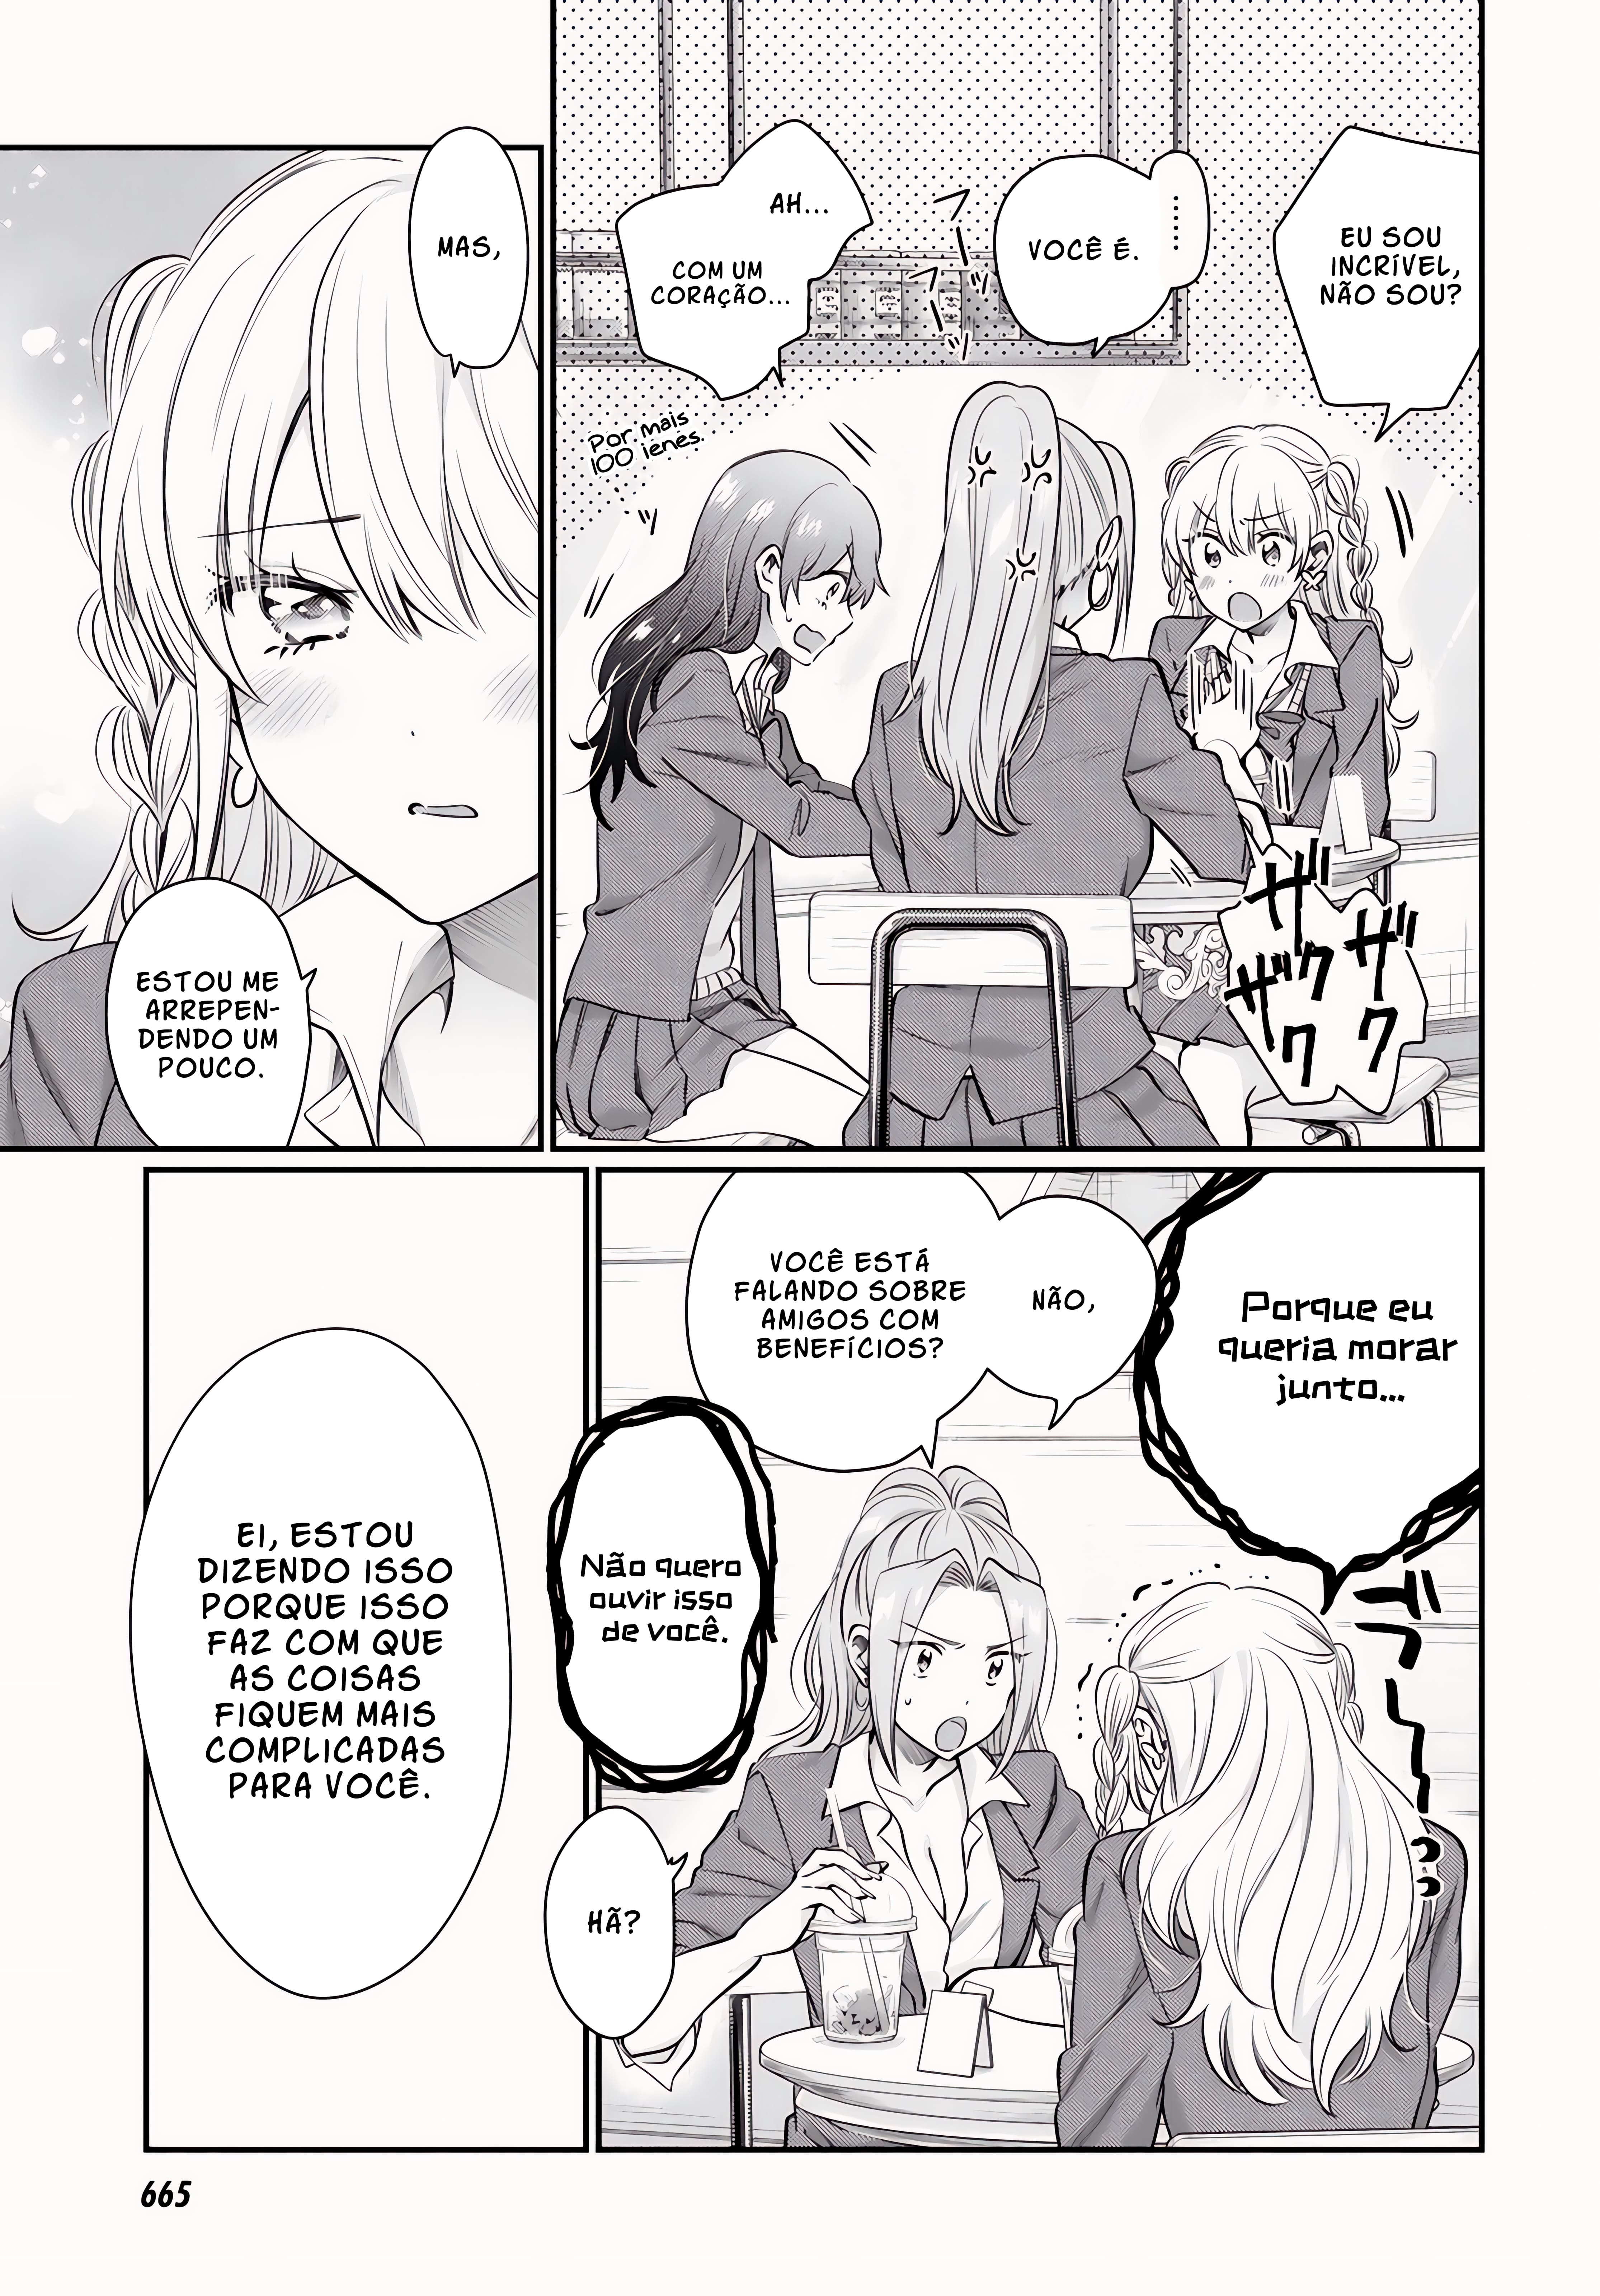 EU SOU
INCRÍVEL,
NÃO SOU?
......
VOCÊ É.
AH...
COM UM
CORAÇÃO...
Por mais
100 ienes.
ザクザクザク
MAS,
ESTOU ME
ARREPEN-
DENDO UM
POUCO.
Porque eu
queria morar
junto...
NÃO,
VOCÊ ESTÁ
FALANDO SOBRE
AMIGOS COM
BENEFÍCIOS?
Não quero
ouvir isso
de você.
HÃ?
EI, ESTOU
DIZENDO ISSO
PORQUE ISSO
FAZ COM QUE
AS COISAS
FIQUEM MAIS
COMPLICADAS
PARA VOCÊ.
665